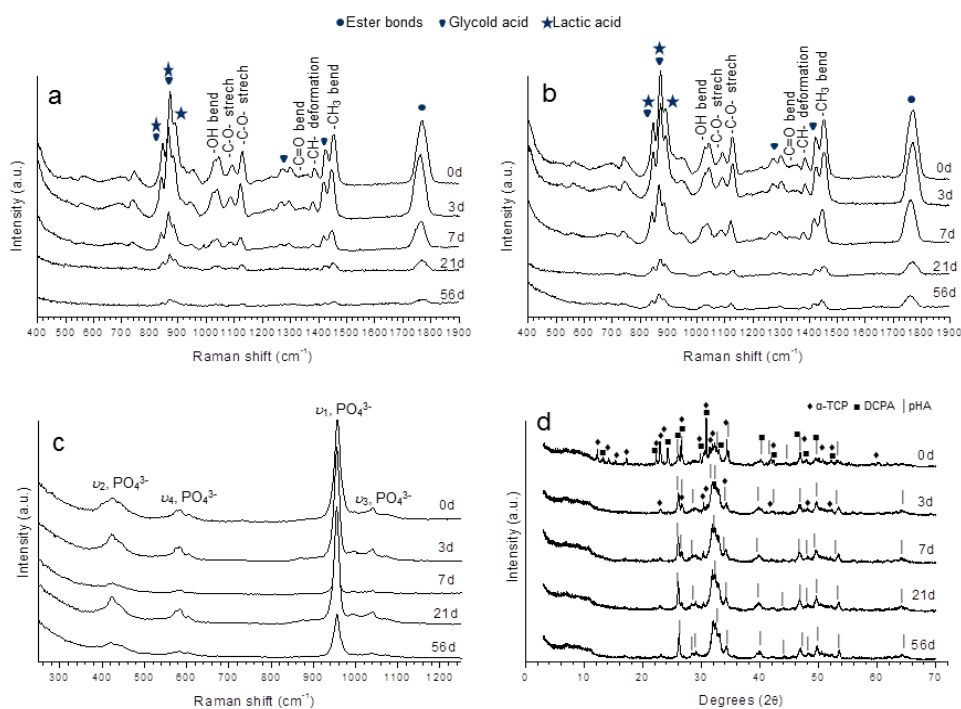 Ester bonds Glycold acid Lactic acid
a
-OH bend
C-O- strech
C-O- strech
C=O bend
-CH- deformation
-CH₃ bend
0d
3d
7d
21d
56d
Intensity (a.u.)
400 500 600 700 800 900 1000 1100 1200 1300 1400 1500 1600 1700 1800 1900
Raman shift (cm⁻¹)
b
-OH bend
C-O- strech
C-O- strech
C=O bend
-CH- deformation
-CH₃ bend
0d
3d
7d
21d
56d
Intensity (a.u.)
400 500 600 700 800 900 1000 1100 1200 1300 1400 1500 1600 1700 1800 1900
Raman shift (cm⁻¹)
c
υ₁, PO₄³⁻
υ₂, PO₄³⁻
υ₄, PO₄³⁻
υ₃, PO₄³⁻
0d
3d
7d
21d
56d
Intensity (a.u.)
300 400 500 600 700 800 900 1000 1100 1200
Raman shift (cm⁻¹)
d
α-TCP DCPA pHA
0d
3d
7d
21d
56d
Intensity (a.u.)
0 10 20 30 40 50 60 70
Degrees (2θ)